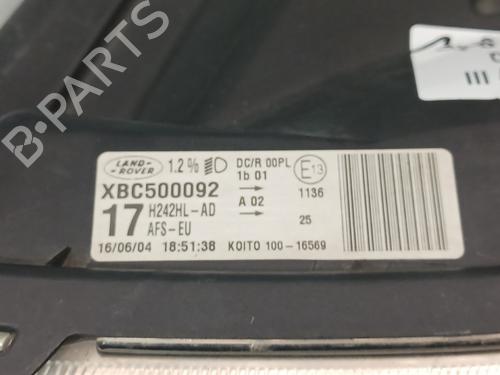 B-PARTS
LAND-
ROVER
1.2% DC/R 00PL E13
XBC500092 1b 01 → 1136
17 H242HL-AD A 02 →
AFS-EU 25
16/06/04 18:51:38 KOITO 100-16569